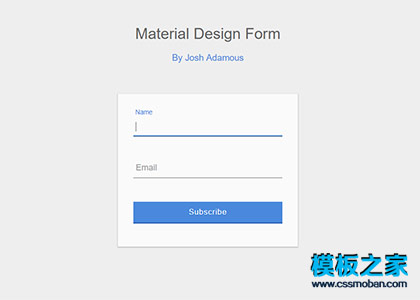 Material Design Form
By Josh Adamous
Name
Email
Subscribe
模板之家
www.cssmoban.com